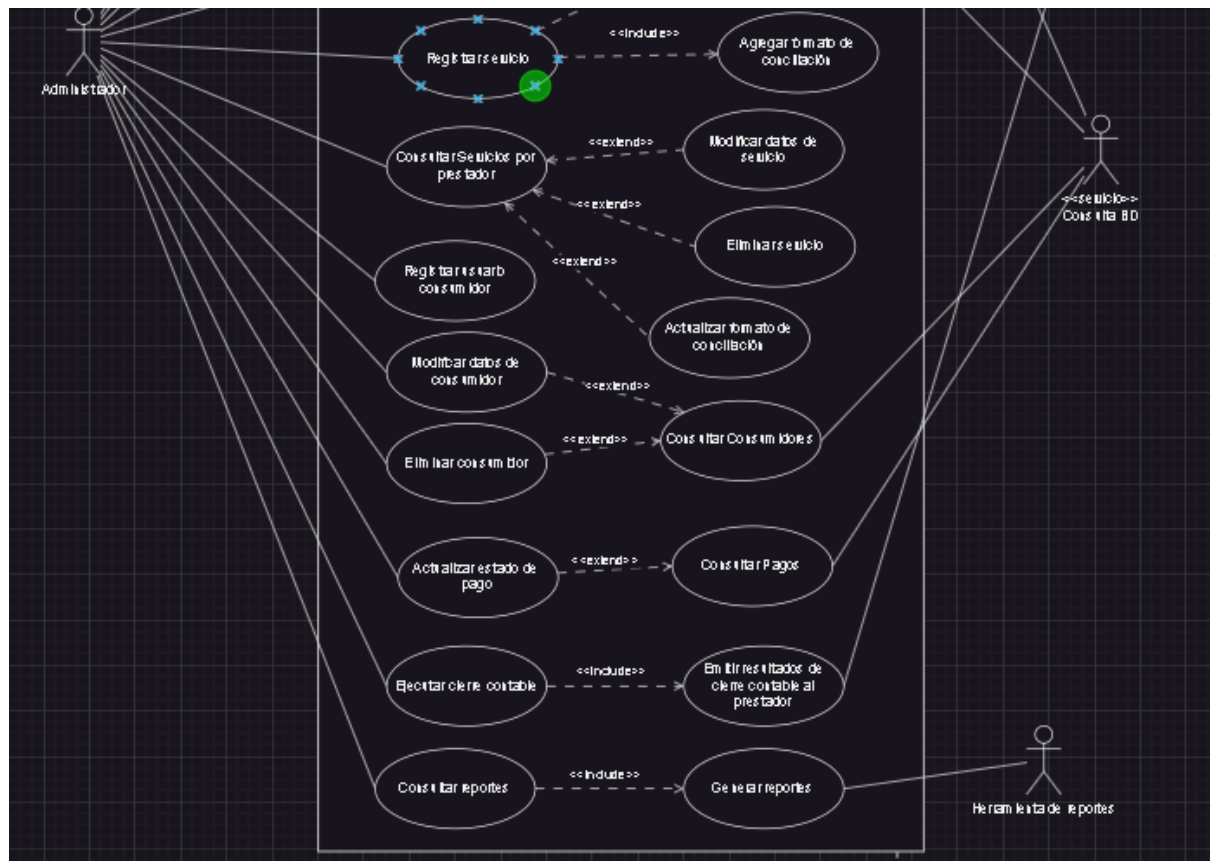 Administrador
Registrar servicio
<<include>>
Agregar formato de
conciliación
Consultar Servicios por
prestador
<<extend>>
Modificar datos de
servicio
<<extend>>
Eliminar servicio
<<extend>>
Actualizar formato de
conciliación
<<servicio>>
Consulta BD
Registrar usuario
consumidor
Modificar datos de
consumidor
<<extend>>
Consultar Consumidores
Eliminar consumidor
<<extend>>
Actualizar estado de
pago
<<extend>>
Consultar Pagos
Ejecutar cierre contable
<<include>>
Emitir resultados de
cierre contable al
prestador
Consultar reportes
<<include>>
Generar reportes
Herramienta de reportes